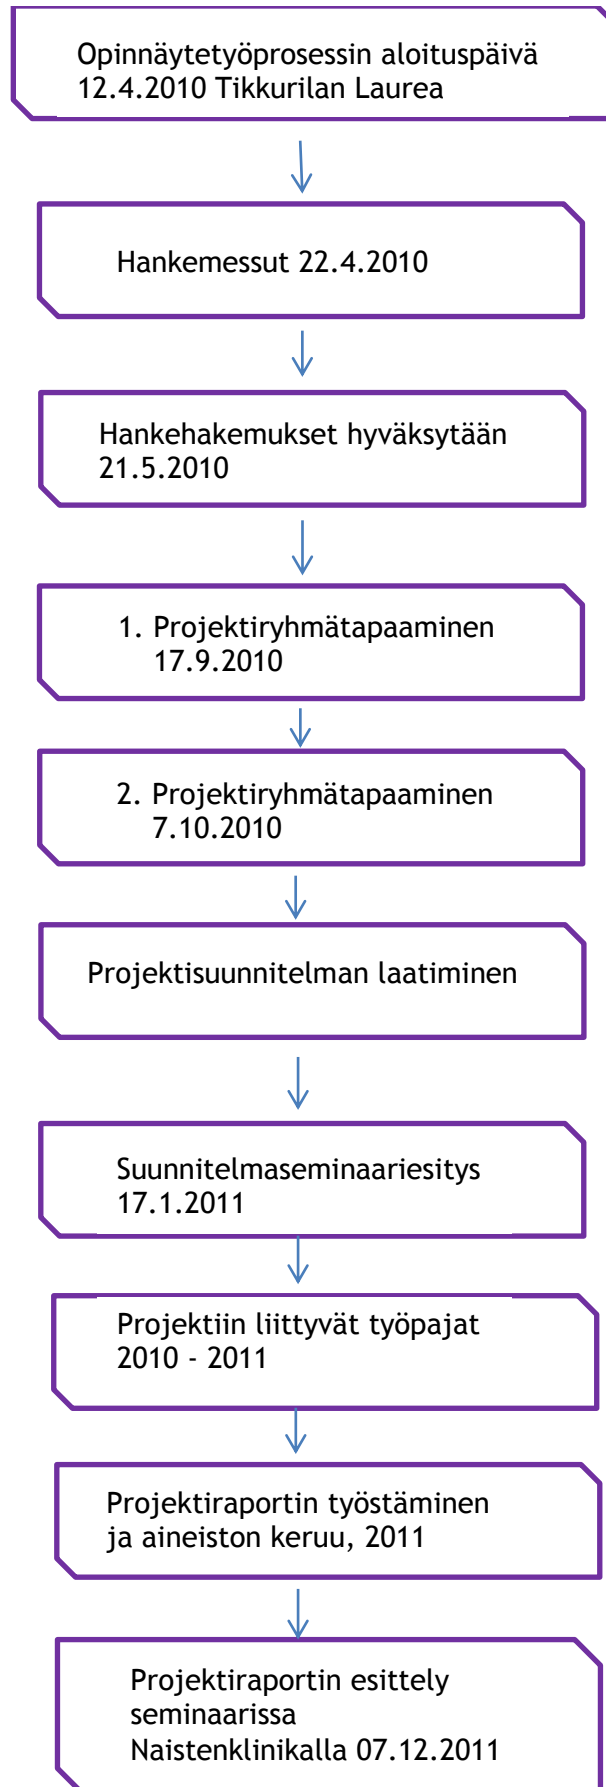 Opinnäytetyöprosessin aloituspäivä
12.4.2010 Tikkurilan Laurea
Hankemessut 22.4.2010
Hankehakemukset hyväksytään
21.5.2010
1. Projektiryhmätapaaminen
17.9.2010
2. Projektiryhmätapaaminen
7.10.2010
Projektisuunnitelman laatiminen
Suunnitelmaseminaariesitys
17.1.2011
Projektiin liittyvät työpajat
2010 - 2011
Projektiraportin työstäminen
ja aineiston keruu, 2011
Projektiraportin esittely
seminaarissa
Naistenklinikalla 07.12.2011